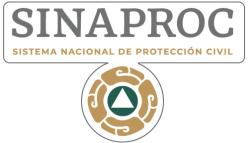 SINAPROC
SISTEMA NACIONAL DE PROTECCIÓN CIVIL